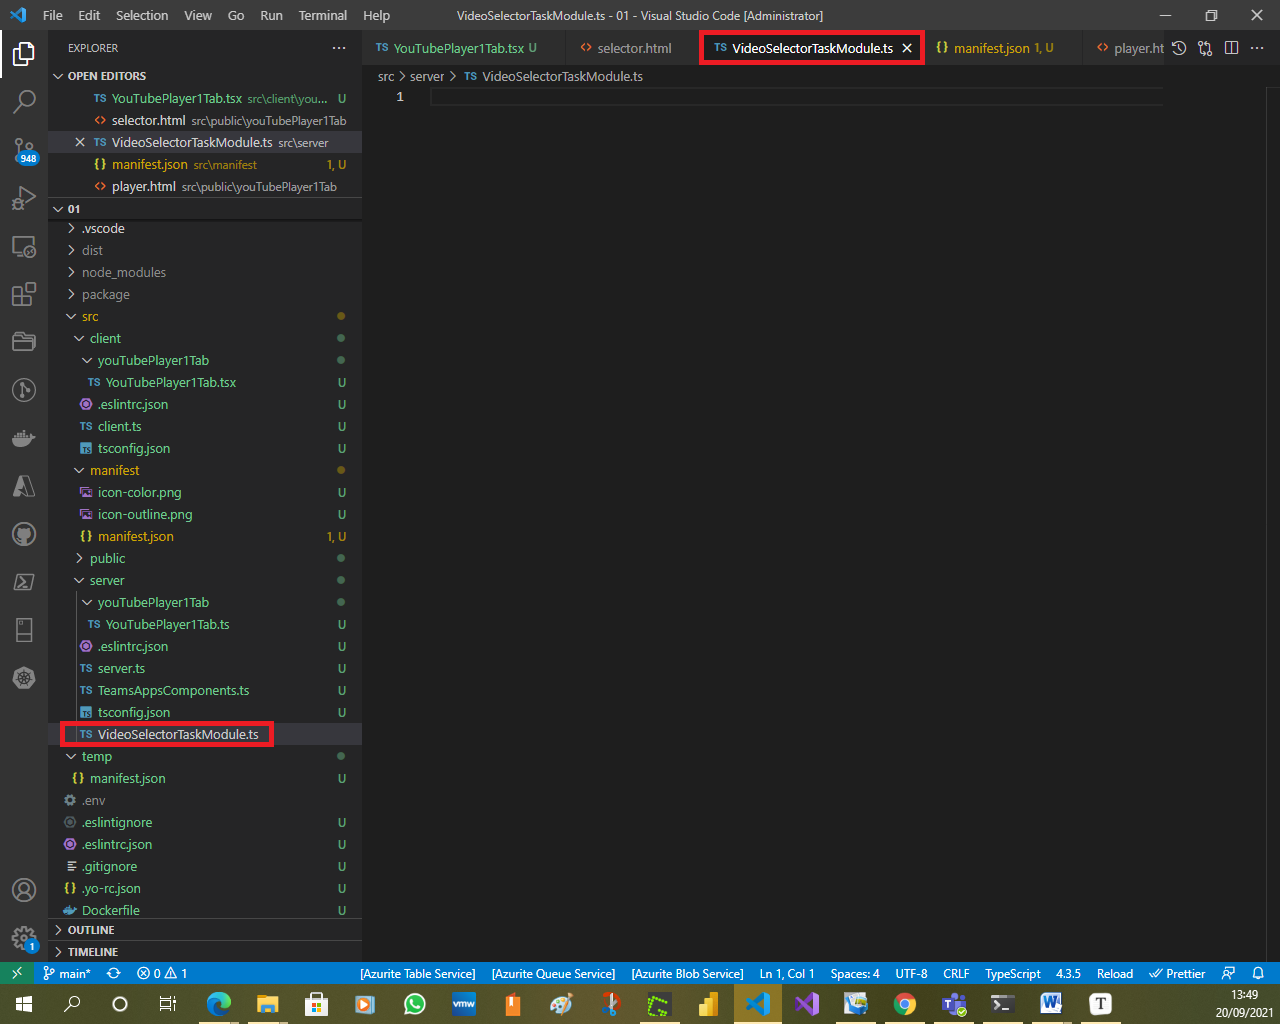 File Edit Selection View Go Run Terminal Help VideoSelectorTaskModule.ts - 01 - Visual Studio Code [Administrator]
EXPLORER
TS YouTubePlayer1Tab.tsx U
<> selector.html
TS VideoSelectorTaskModule.ts
{} manifest.json 1, U
<> player.ht
OPEN EDITORS
src > server > TS VideoSelectorTaskModule.ts
1
TS YouTubePlayer1Tab.tsx src\client\you... U
<> selector.html src\public\youTubePlayer1Tab
TS VideoSelectorTaskModule.ts src\server
{} manifest.json src\manifest 1, U
<> player.html src\public\youTubePlayer1Tab
01
.vscode
dist
node_modules
package
src
client
youTubePlayer1Tab
TS YouTubePlayer1Tab.tsx U
.eslintrc.json U
TS client.ts U
TS tsconfig.json U
manifest
icon-color.png U
icon-outline.png U
{} manifest.json 1, U
public
server
youTubePlayer1Tab
TS YouTubePlayer1Tab.ts U
.eslintrc.json U
TS server.ts U
TS TeamsAppsComponents.ts U
TS tsconfig.json U
TS VideoSelectorTaskModule.ts
temp
{} manifest.json U
.env
.eslintignore U
.eslintrc.json U
.gitignore U
{} .yo-rc.json U
Dockerfile U
OUTLINE
TIMELINE
948
1
main* 0 1 [Azurite Table Service] [Azurite Queue Service] [Azurite Blob Service] Ln 1, Col 1 Spaces: 4 UTF-8 CRLF TypeScript 4.3.5 Reload Prettier
vmw
W
T
13:49
20/09/2021